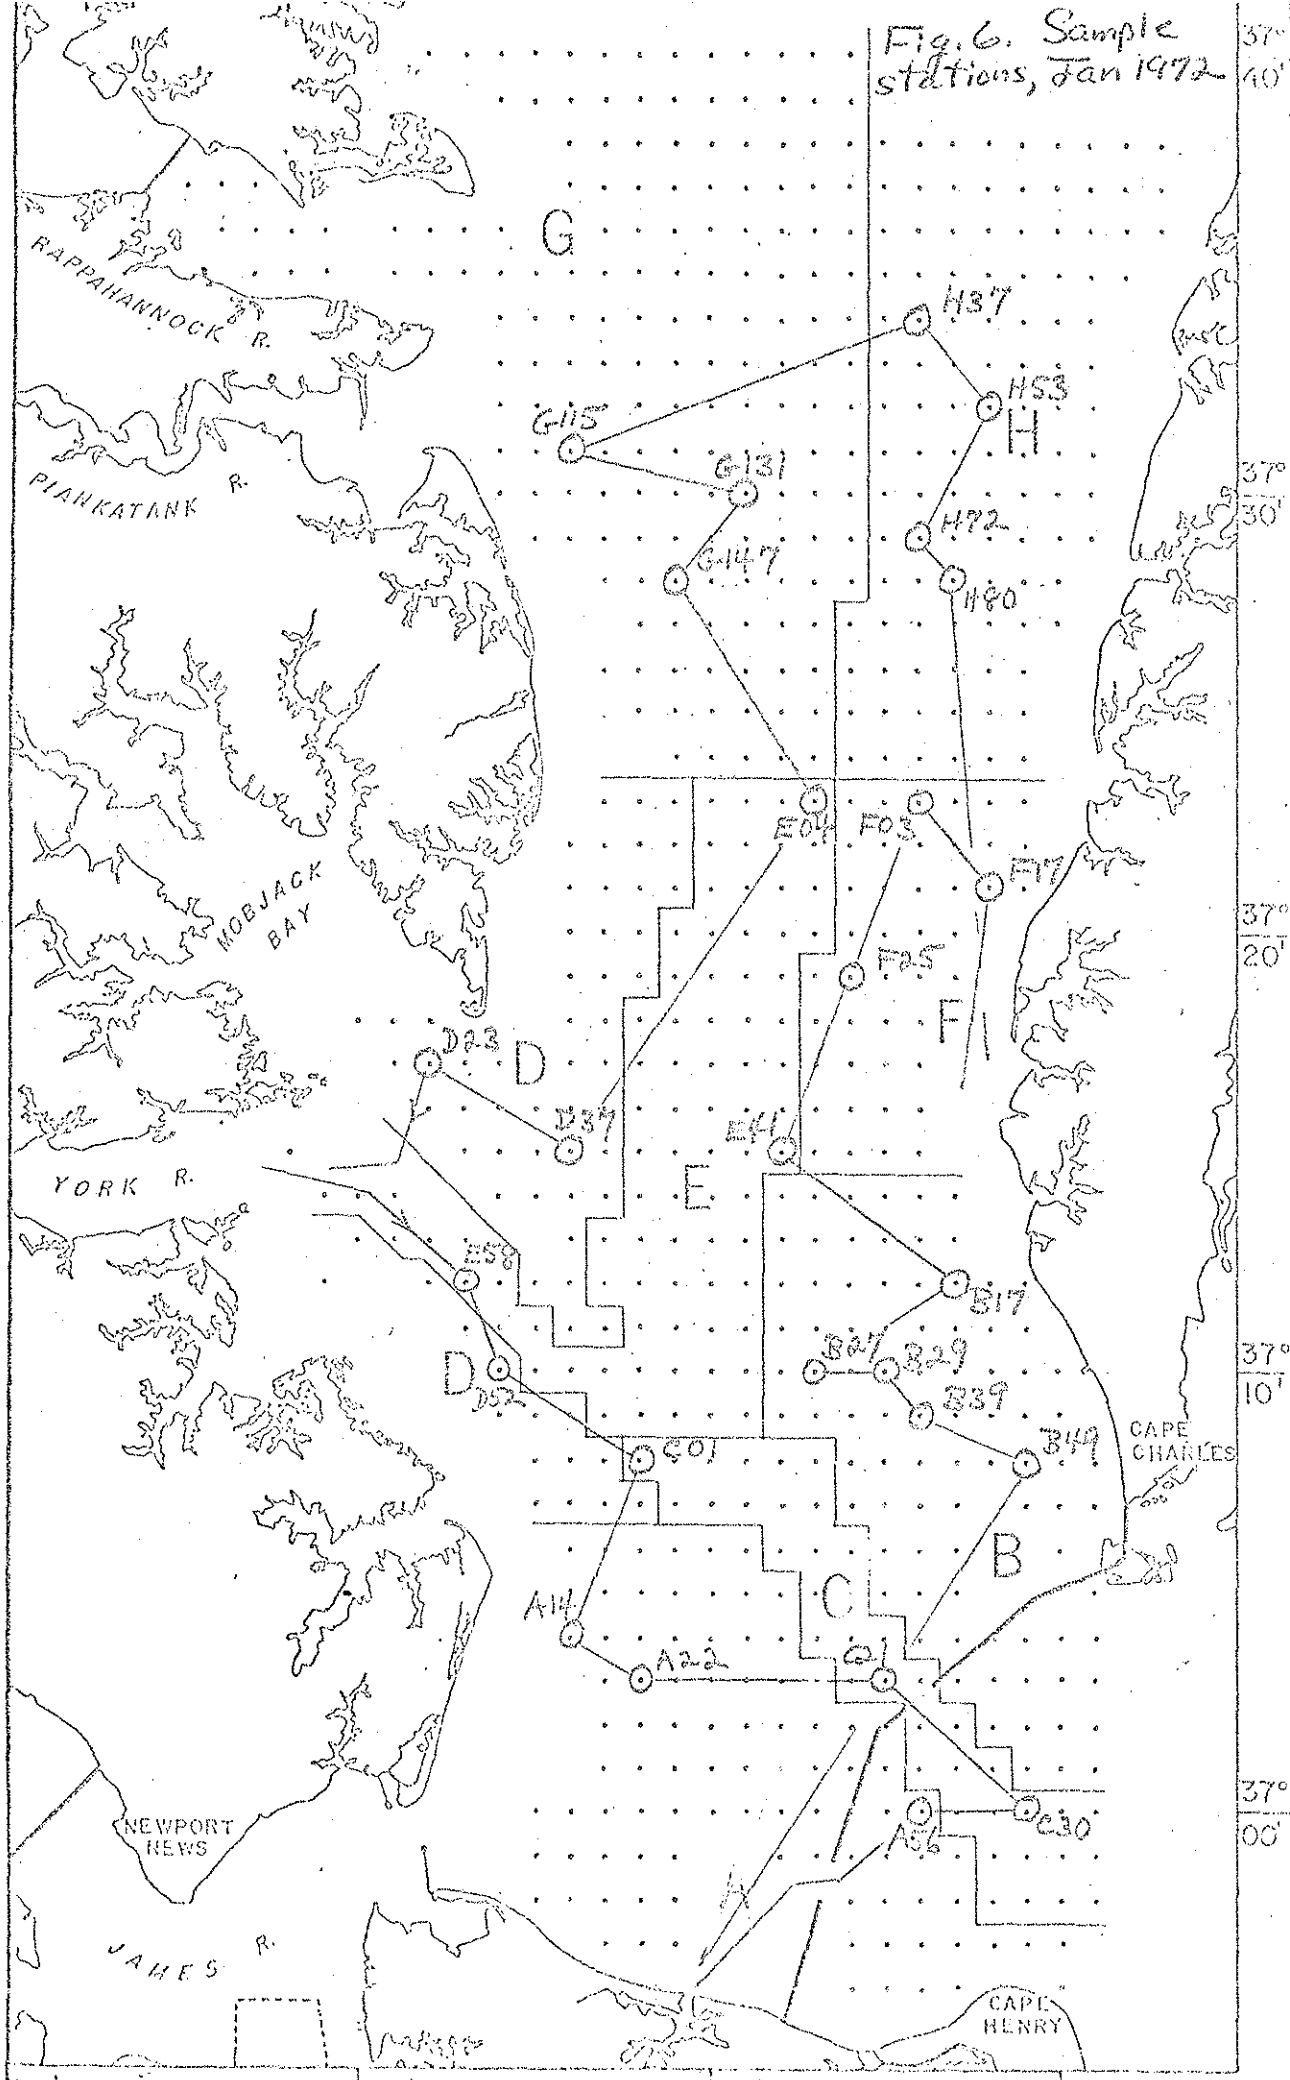 Fig. 6. Sample
stations, Jan 1972
37°
40'
G
RAPPAHANNOCK R.
H37
H53
H
G115
G131
PIANKATANK R.
37°
30'
H72
G147
H80
E04
F03
F17
MOBJACK
BAY
37°
20'
F25
F
D23
D
D37
E41
YORK R.
E
E58
B17
B27
B29
37°
10'
D
D52
B39
CAPE
CHARLES
C01
B49
B
C
A14
A22
C21
37°
00'
NEWPORT
NEWS
A56
C30
A
JAMES R.
CAPE
HENRY